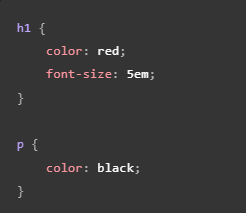 h1 {
    color: red;
    font-size: 5em;
}

p {
    color: black;
}